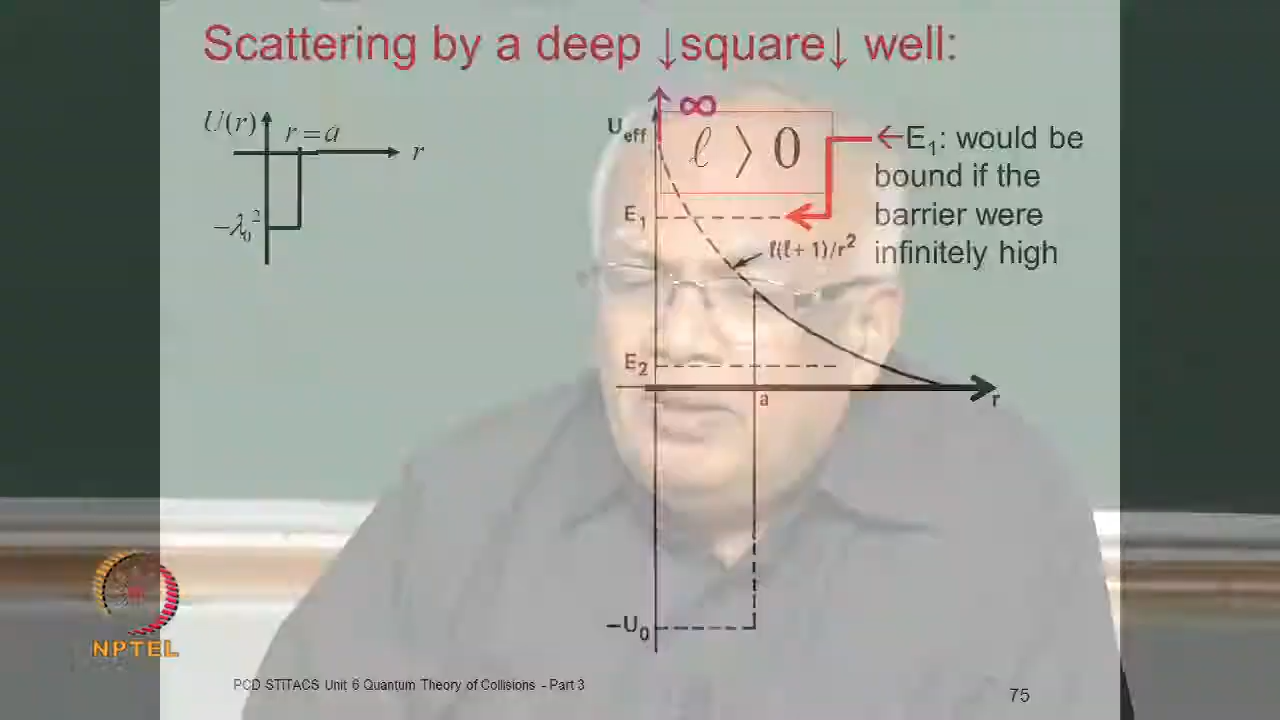 Scattering by a deep ↓square↓ well:
U(r)
r = a
r
−λ₀²
∞
U_eff
ℓ 〉 0
←E₁: would be
bound if the
barrier were
infinitely high
E₁
ℓ(ℓ + 1)/r²
E₂
a
r
−U₀
NPTEL
PCD STiTACS Unit 6 Quantum Theory of Collisions - Part 3
75